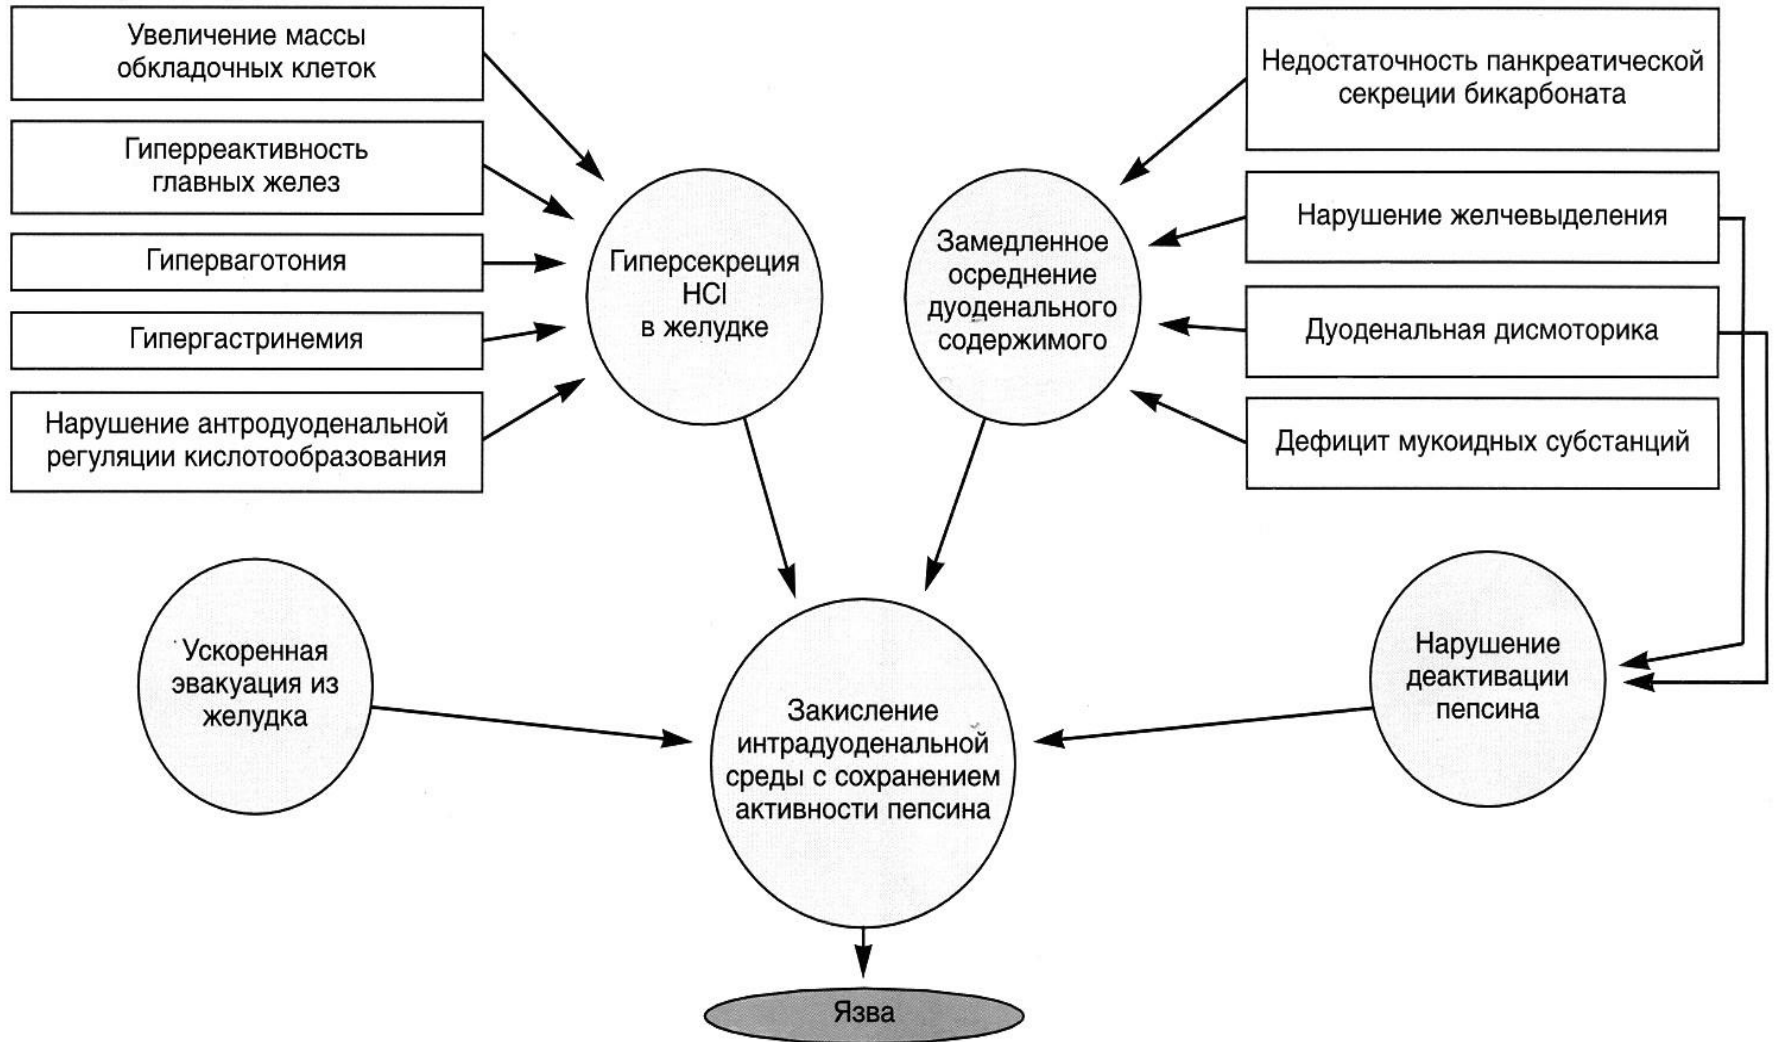 Увеличение массы
обкладочных клеток
Гиперреактивность
главных желез
Гиперваготония
Гипергастринемия
Нарушение антродуоденальной
регуляции кислотообразования
Гиперсекреция
HCl
в желудке
Замедленное
осреднение
дуоденального
содержимого
Недостаточность панкреатической
секреции бикарбоната
Нарушение желчевыделения
Дуоденальная дисмоторика
Дефицит мукоидных субстанций
Ускоренная
эвакуация из
желудка
Закисление
интрадуоденальной
среды с сохранением
активности пепсина
Нарушение
деактивации
пепсина
Язва